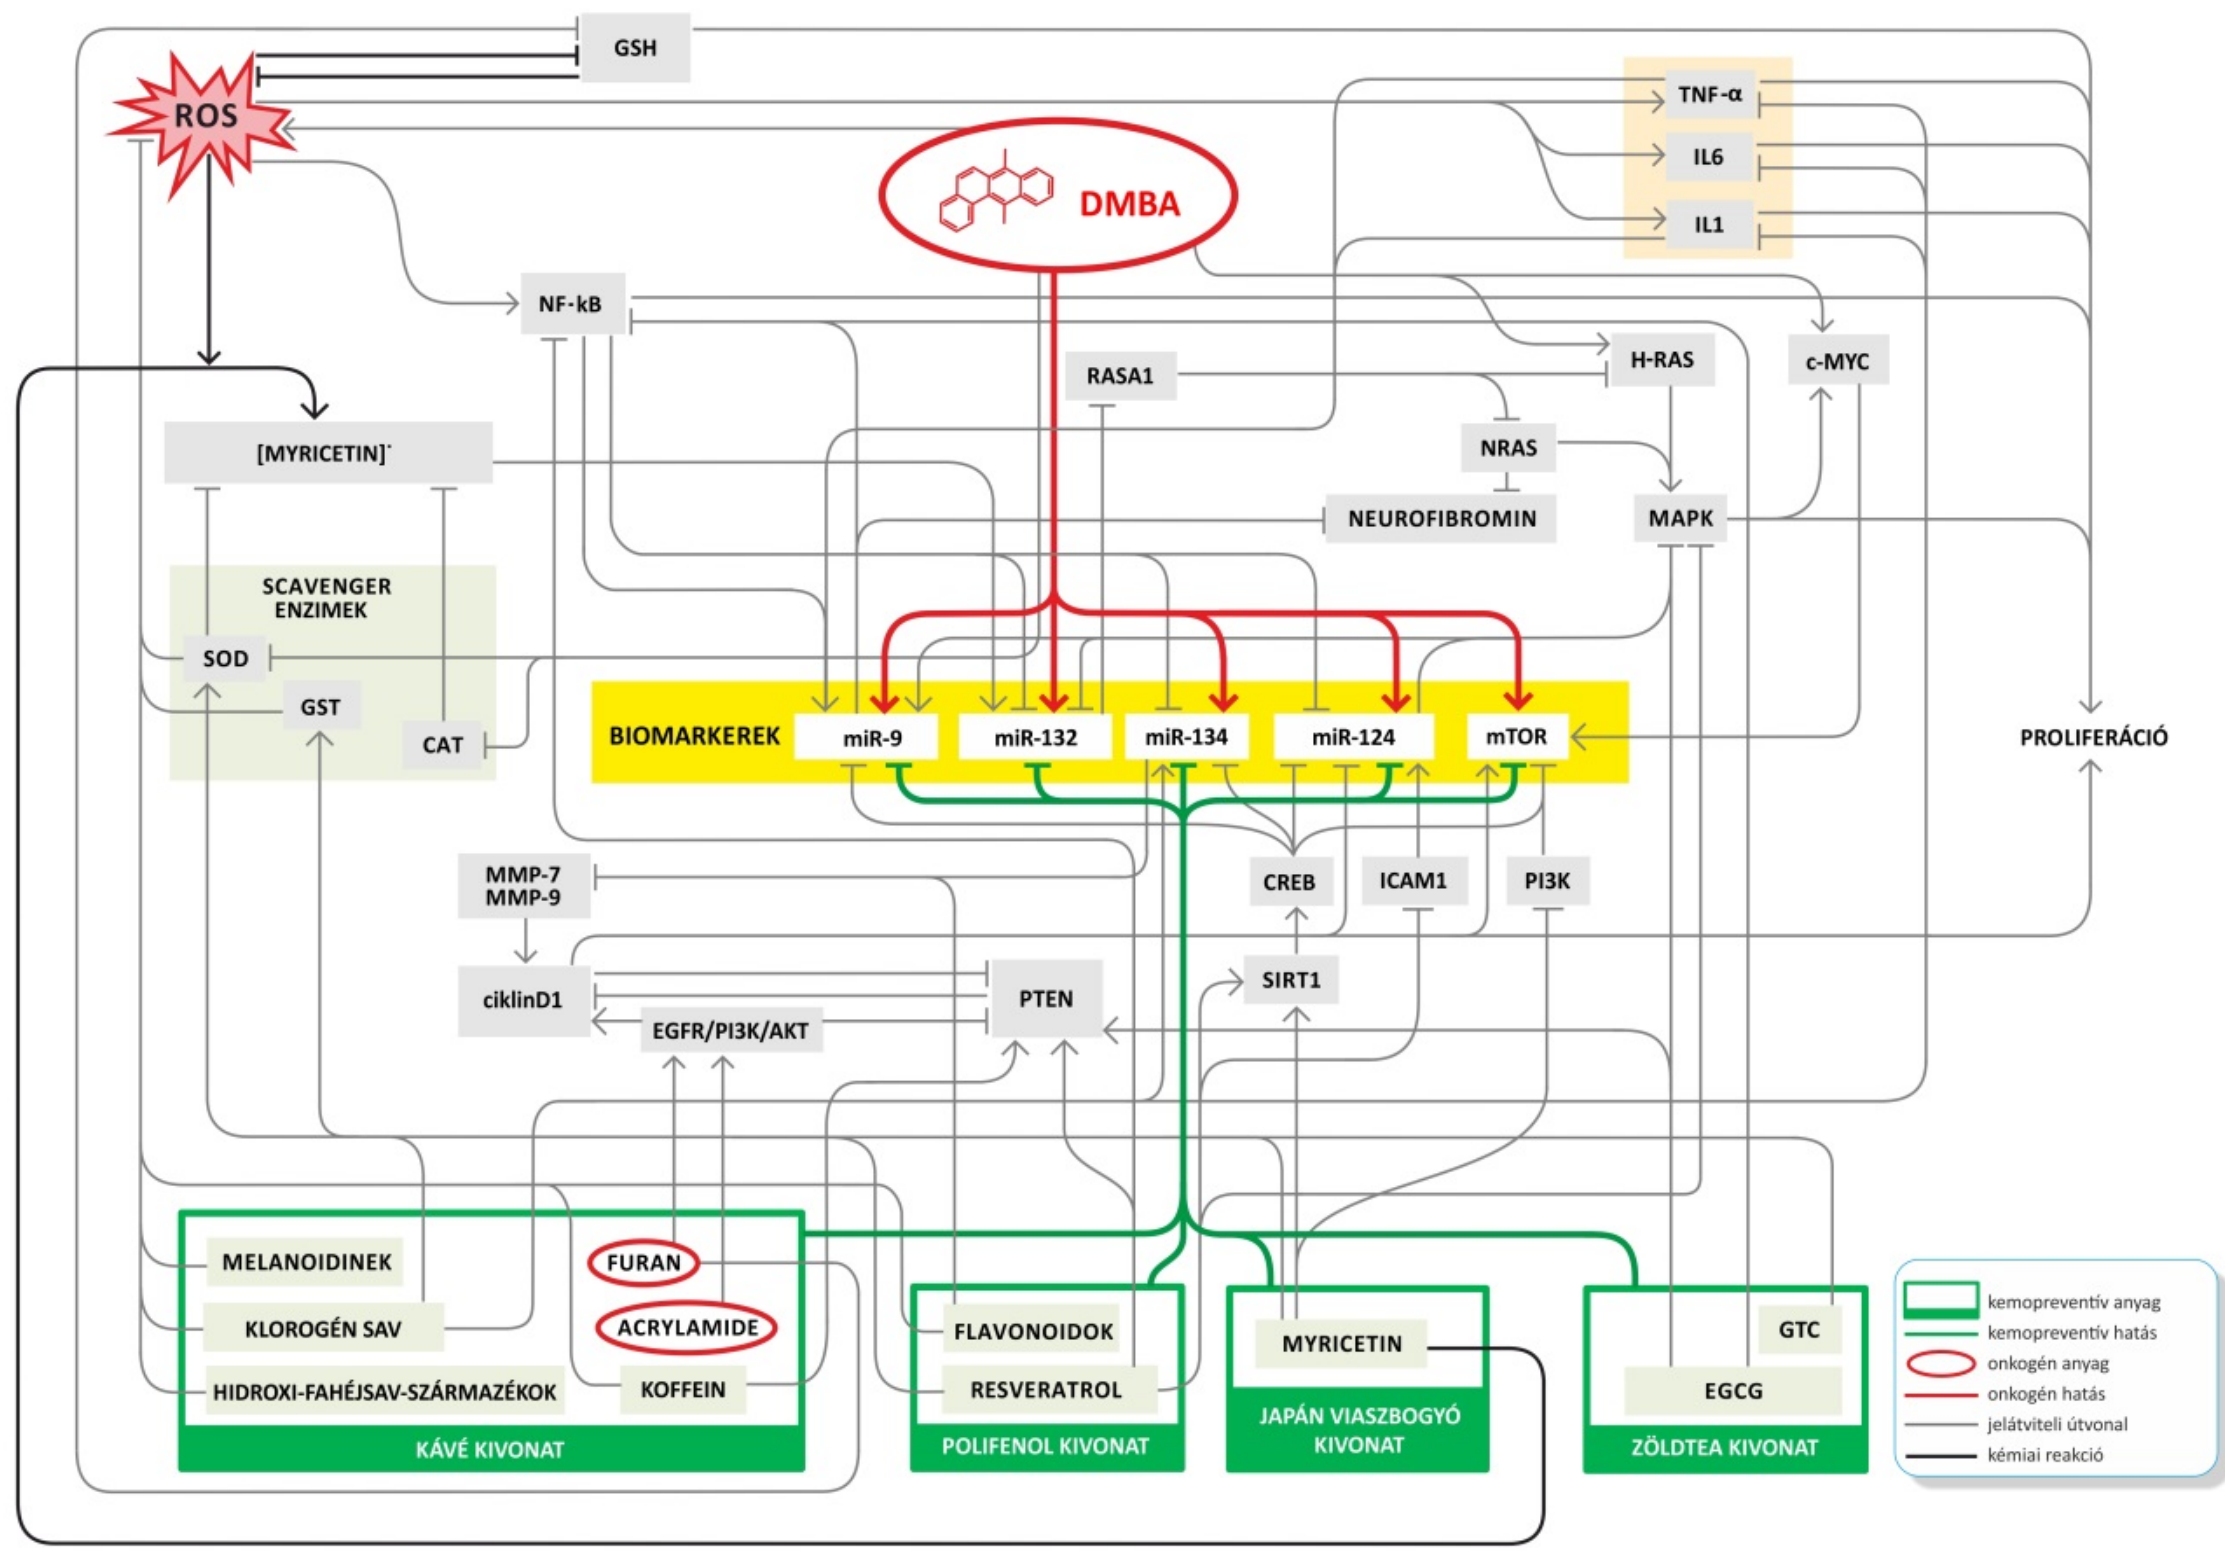 GSH
ROS
TNF-α
IL6
IL1
DMBA
NF-kB
RASA1
H-RAS
c-MYC
[MYRICETIN]˙
NRAS
NEUROFIBROMIN
MAPK
SCAVENGER
ENZIMEK
SOD
GST
CAT
BIOMARKEREK
miR-9
miR-132
miR-134
miR-124
mTOR
PROLIFERÁCIÓ
MMP-7
MMP-9
CREB
ICAM1
PI3K
ciklinD1
PTEN
SIRT1
EGFR/PI3K/AKT
MELANOIDINEK
FURAN
KLOROGÉN SAV
ACRYLAMIDE
HIDROXI-FAHÉJSAV-SZÁRMAZÉKOK
KOFFEIN
KÁVÉ KIVONAT
FLAVONOIDOK
RESVERATROL
POLIFENOL KIVONAT
MYRICETIN
JAPÁN VIASZBOGYÓ
KIVONAT
GTC
EGCG
ZÖLDTEA KIVONAT
kemopreventív anyag
kemopreventív hatás
onkogén anyag
onkogén hatás
jelátviteli útvonal
kémiai reakció